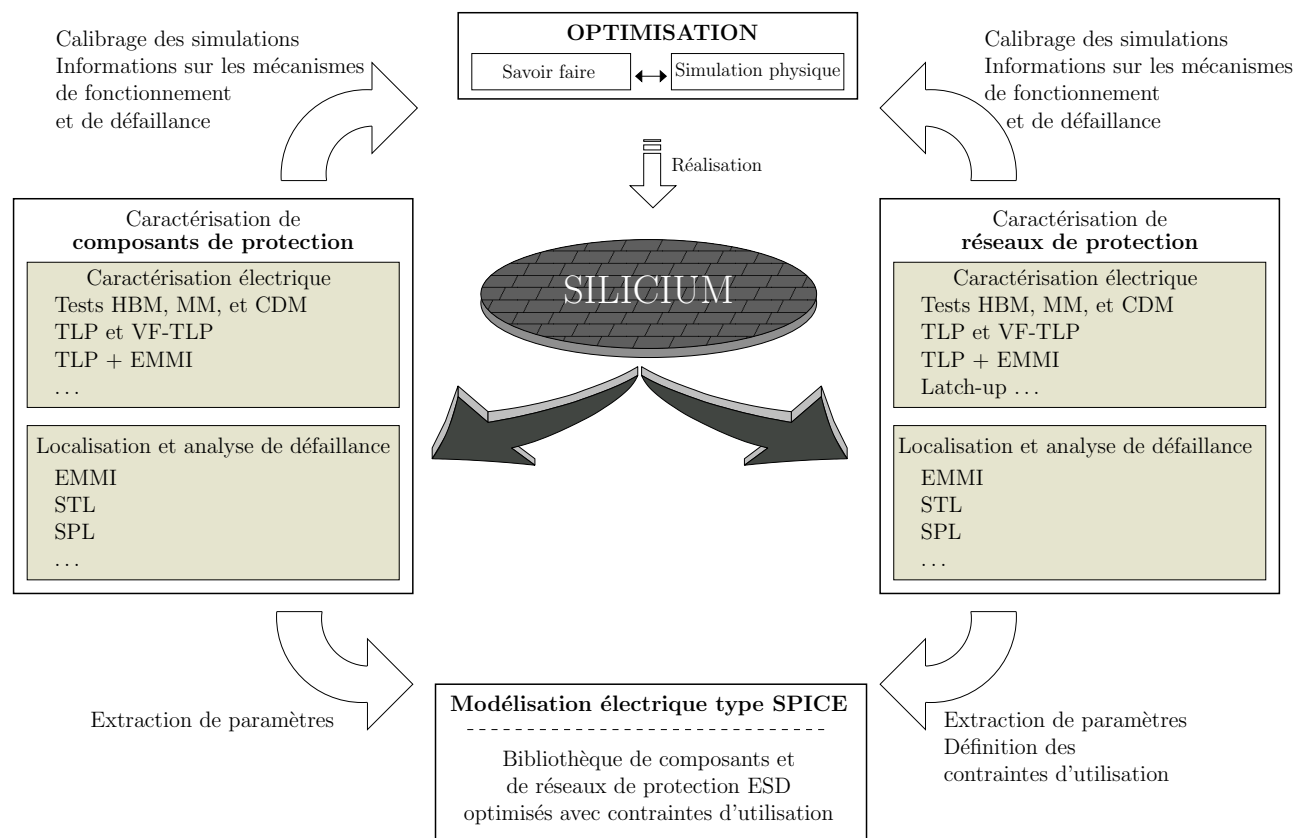 Calibrage des simulations
Informations sur les mécanismes
de fonctionnement
et de défaillance
OPTIMISATION
Savoir faire
Simulation physique
Calibrage des simulations
Informations sur les mécanismes
de fonctionnement
et de défaillance
Réalisation
Caractérisation de
composants de protection
Caractérisation électrique
Tests HBM, MM, et CDM
TLP et VF-TLP
TLP + EMMI
...
Localisation et analyse de défaillance
EMMI
STL
SPL
...
SILICIUM
Caractérisation de
réseaux de protection
Caractérisation électrique
Tests HBM, MM, et CDM
TLP et VF-TLP
TLP + EMMI
Latch-up ...
Localisation et analyse de défaillance
EMMI
STL
SPL
...
Extraction de paramètres
Modélisation électrique type SPICE
Bibliothèque de composants et
de réseaux de protection ESD
optimisés avec contraintes d'utilisation
Extraction de paramètres
Définition des
contraintes d'utilisation